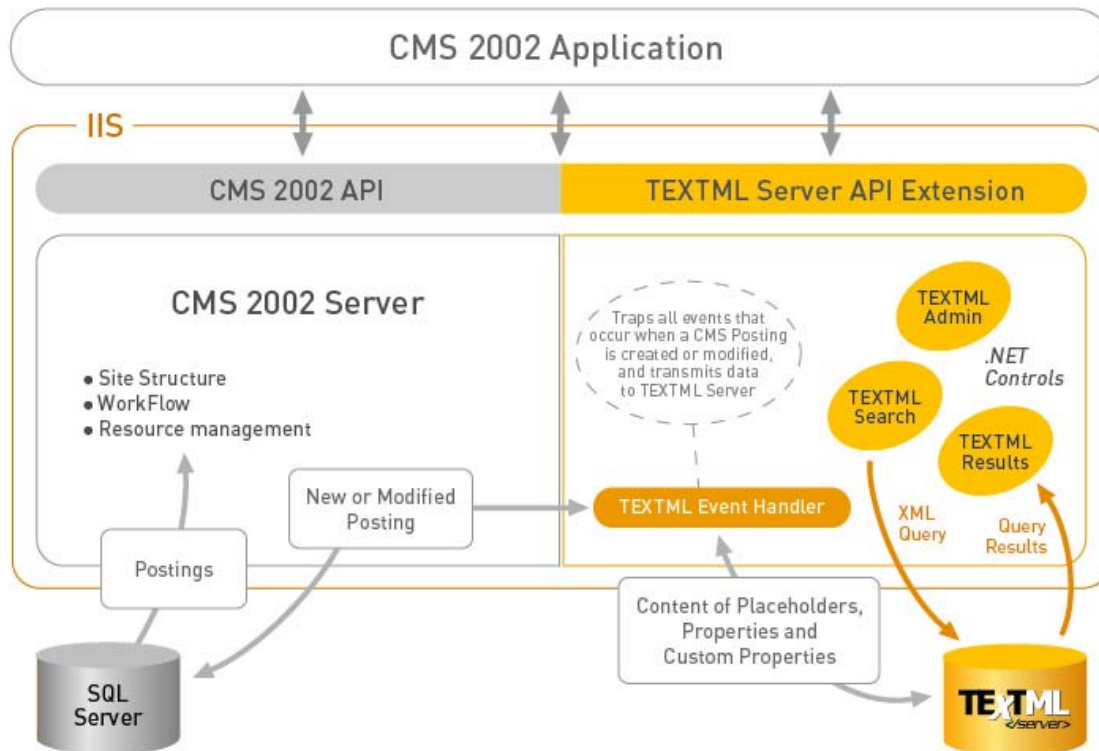 CMS 2002 Application
IIS
CMS 2002 API
TEXTML Server API Extension
CMS 2002 Server
• Site Structure
• WorkFlow
• Resource management
Traps all events that
occur when a CMS Posting
is created or modified,
and transmits data
to TEXTML Server
TEXTML
Admin
.NET
Controls
TEXTML
Search
TEXTML
Results
New or Modified
Posting
TEXTML Event Handler
XML
Query
Query
Results
Postings
Content of Placeholders,
Properties and
Custom Properties
SQL
Server
TEXTML
</server>